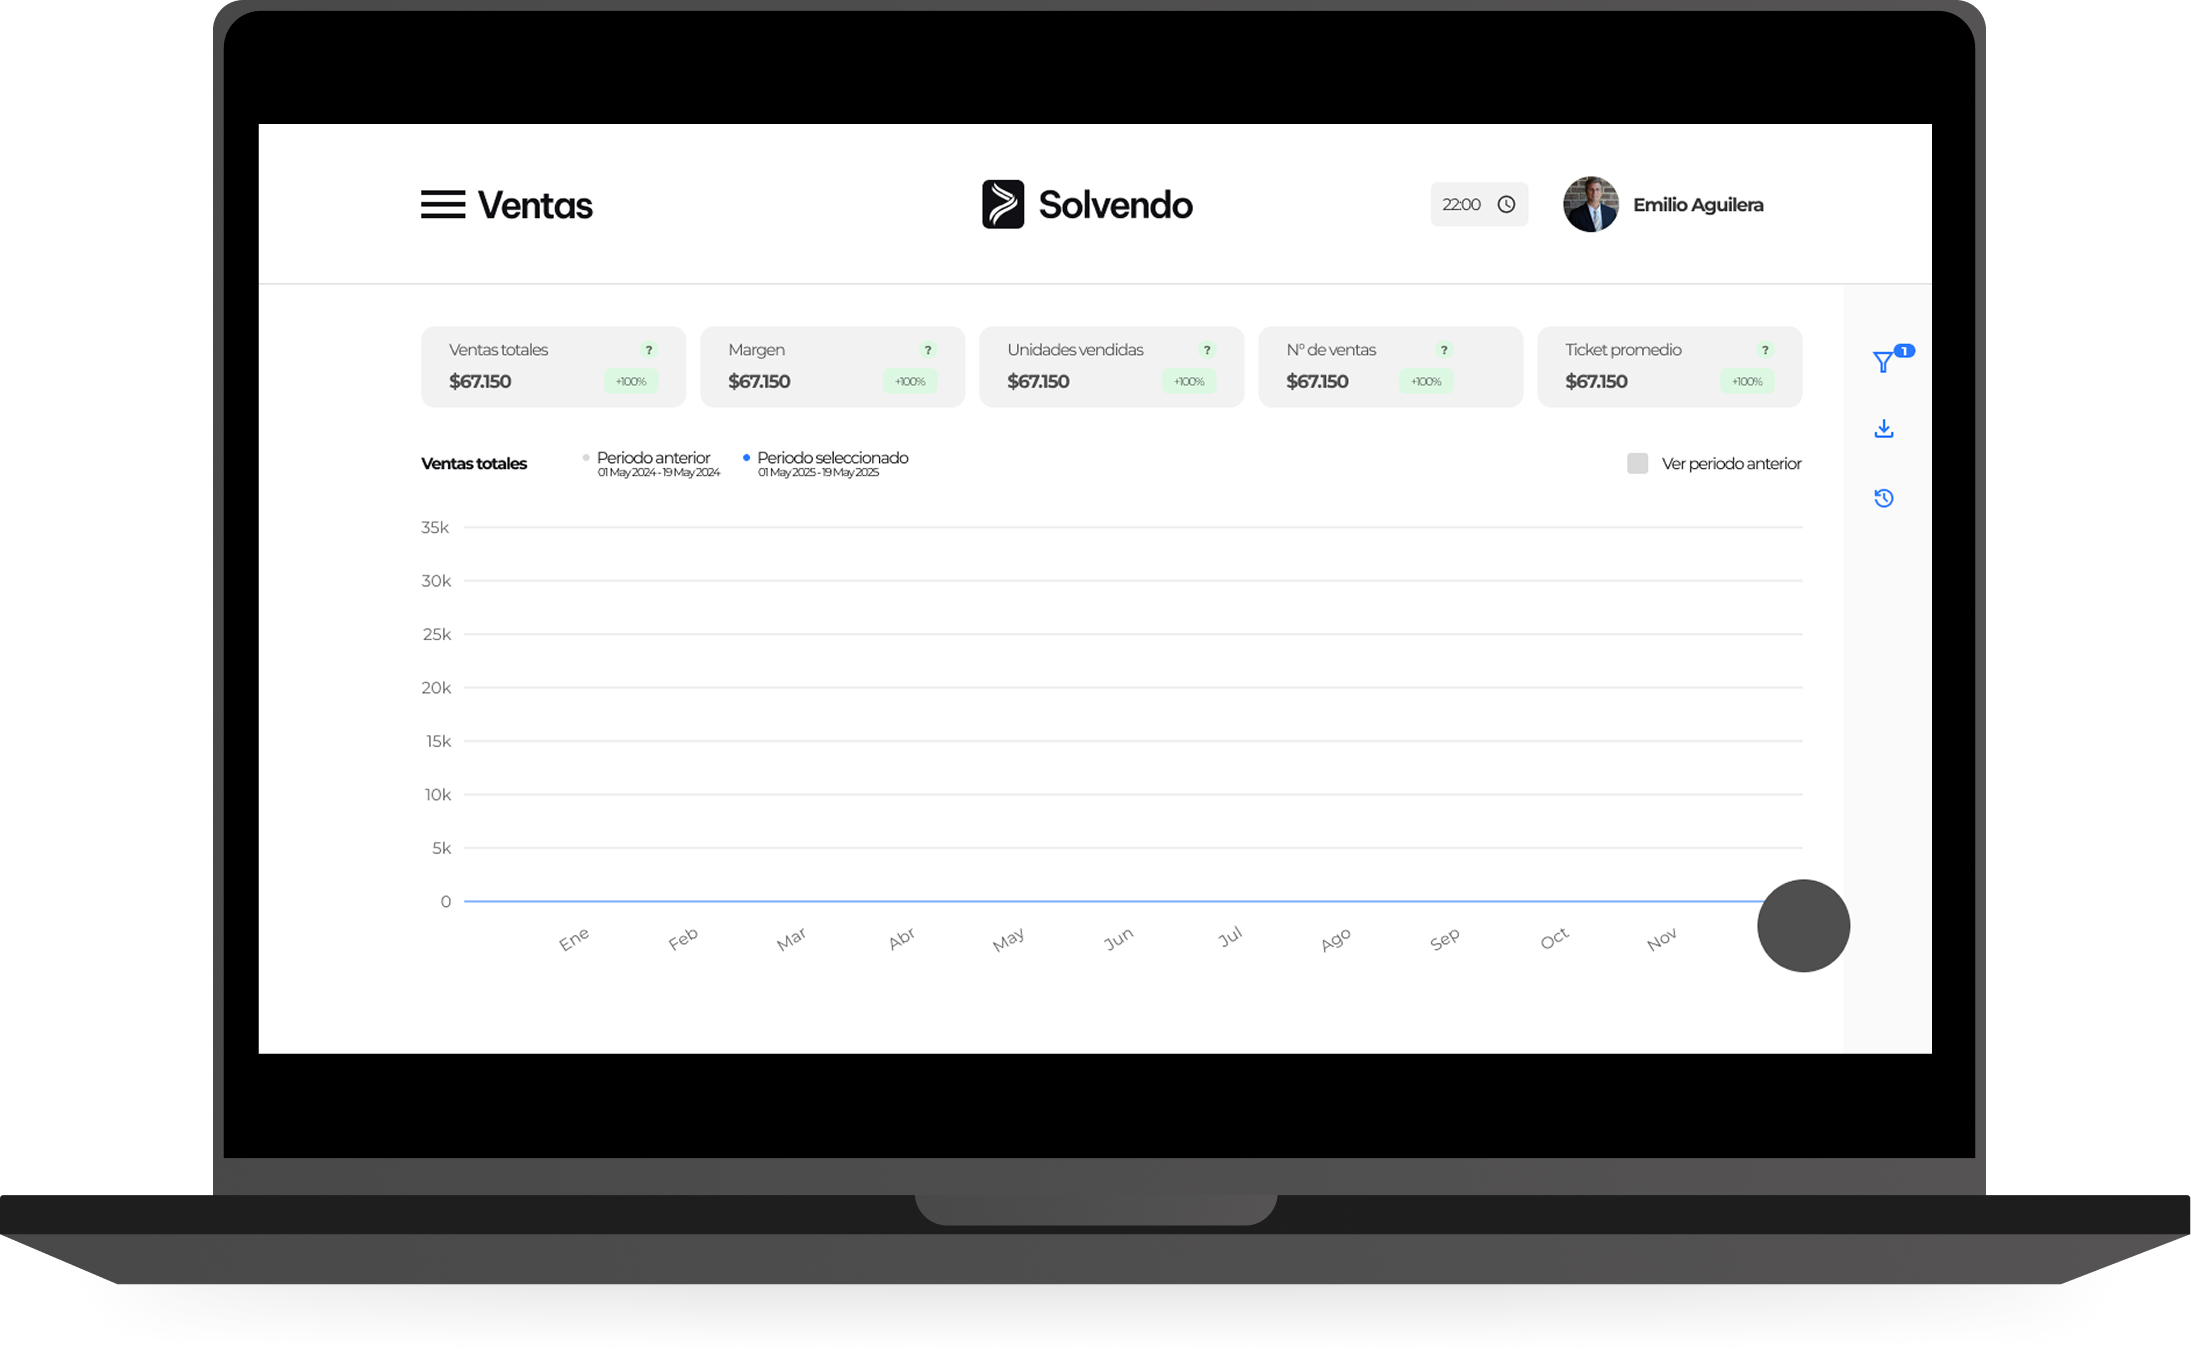 Ventas
Solvendo
22:00
Emilio Aguilera
Ventas totales ?
$67.150 +100%
Margen ?
$67.150 +100%
Unidades vendidas ?
$67.150 +100%
Nº de ventas ?
$67.150 +100%
Ticket promedio ?
$67.150 +100%
1
Ventas totales
Periodo anterior
01 May 2024 - 19 May 2024
Periodo seleccionado
01 May 2025 - 19 May 2025
Ver periodo anterior
35k
30k
25k
20k
15k
10k
5k
0
Ene Feb Mar Abr May Jun Jul Ago Sep Oct Nov